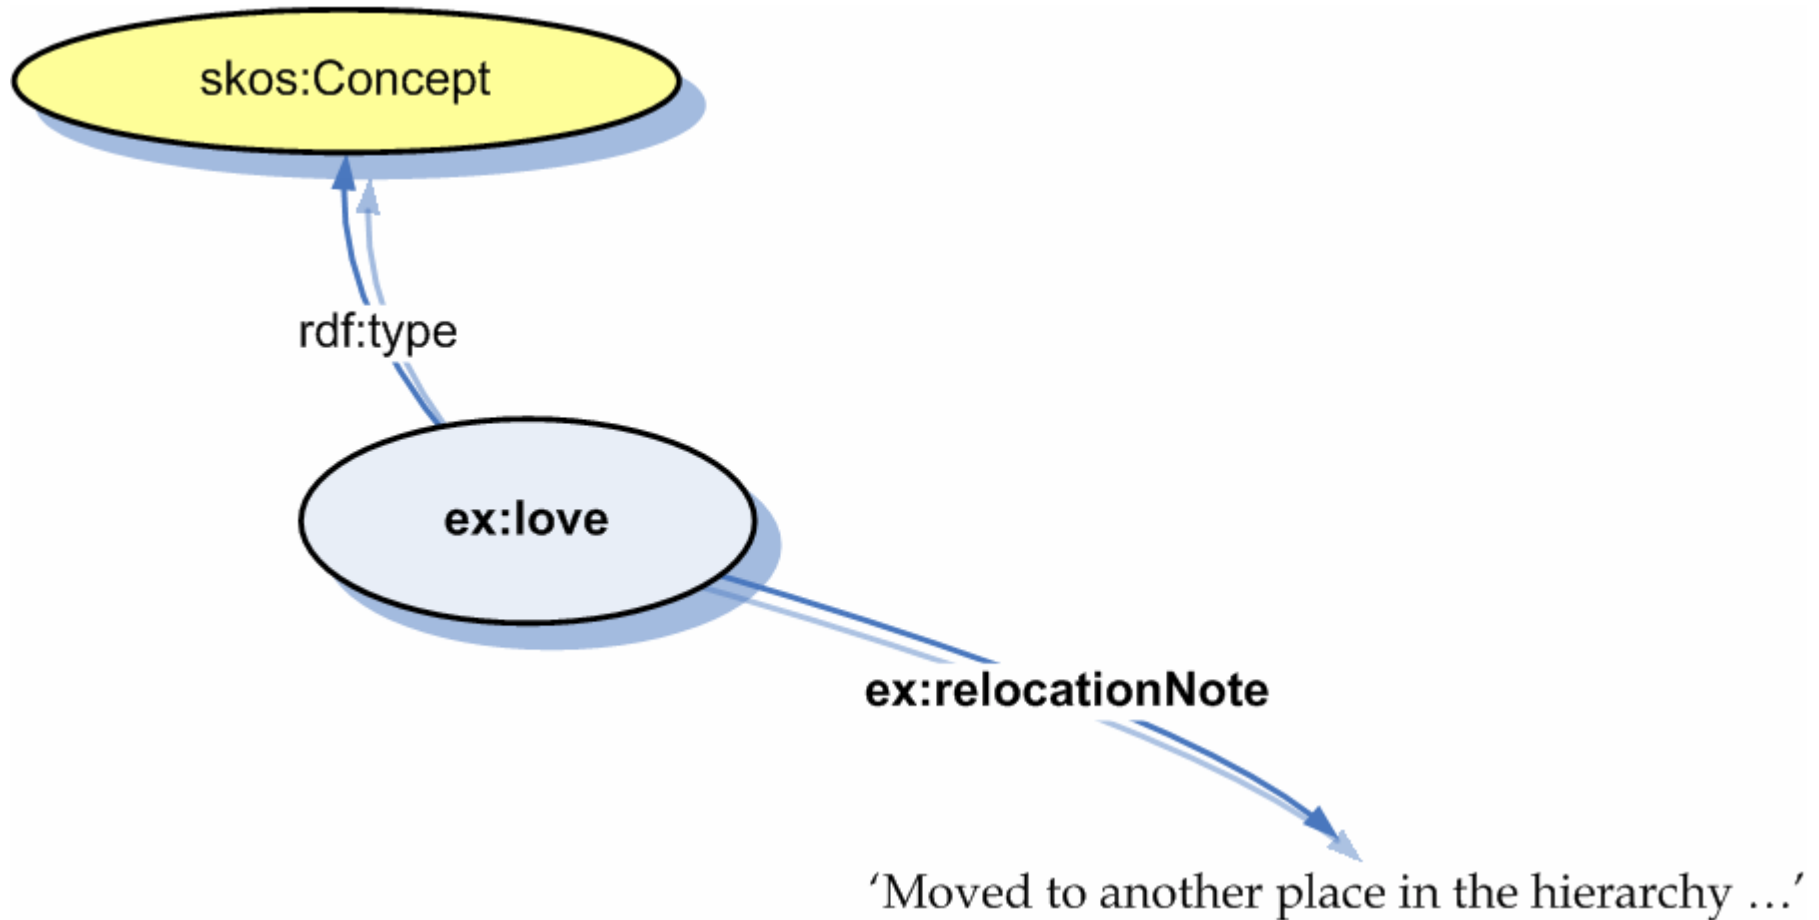 skos:Concept
rdf:type
ex:love
ex:relocationNote
‘Moved to another place in the hierarchy …’